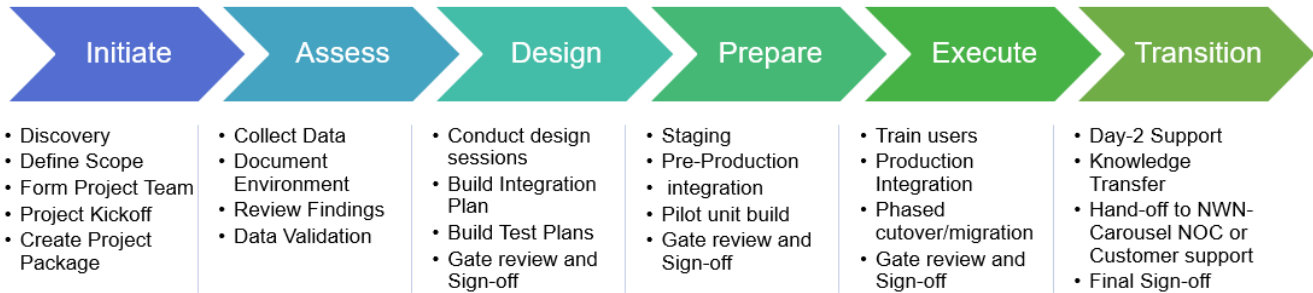 Initiate
Assess
Design
Prepare
Execute
Transition
• Discovery
• Define Scope
• Form Project Team
• Project Kickoff
• Create Project
Package
• Collect Data
• Document
Environment
• Review Findings
• Data Validation
• Conduct design
sessions
• Build Integration
Plan
• Build Test Plans
• Gate review and
Sign-off
• Staging
• Pre-Production
• integration
• Pilot unit build
• Gate review and
Sign-off
• Train users
• Production
Integration
• Phased
cutover/migration
• Gate review and
Sign-off
• Day-2 Support
• Knowledge
Transfer
• Hand-off to NWN-
Carousel NOC or
Customer support
• Final Sign-off